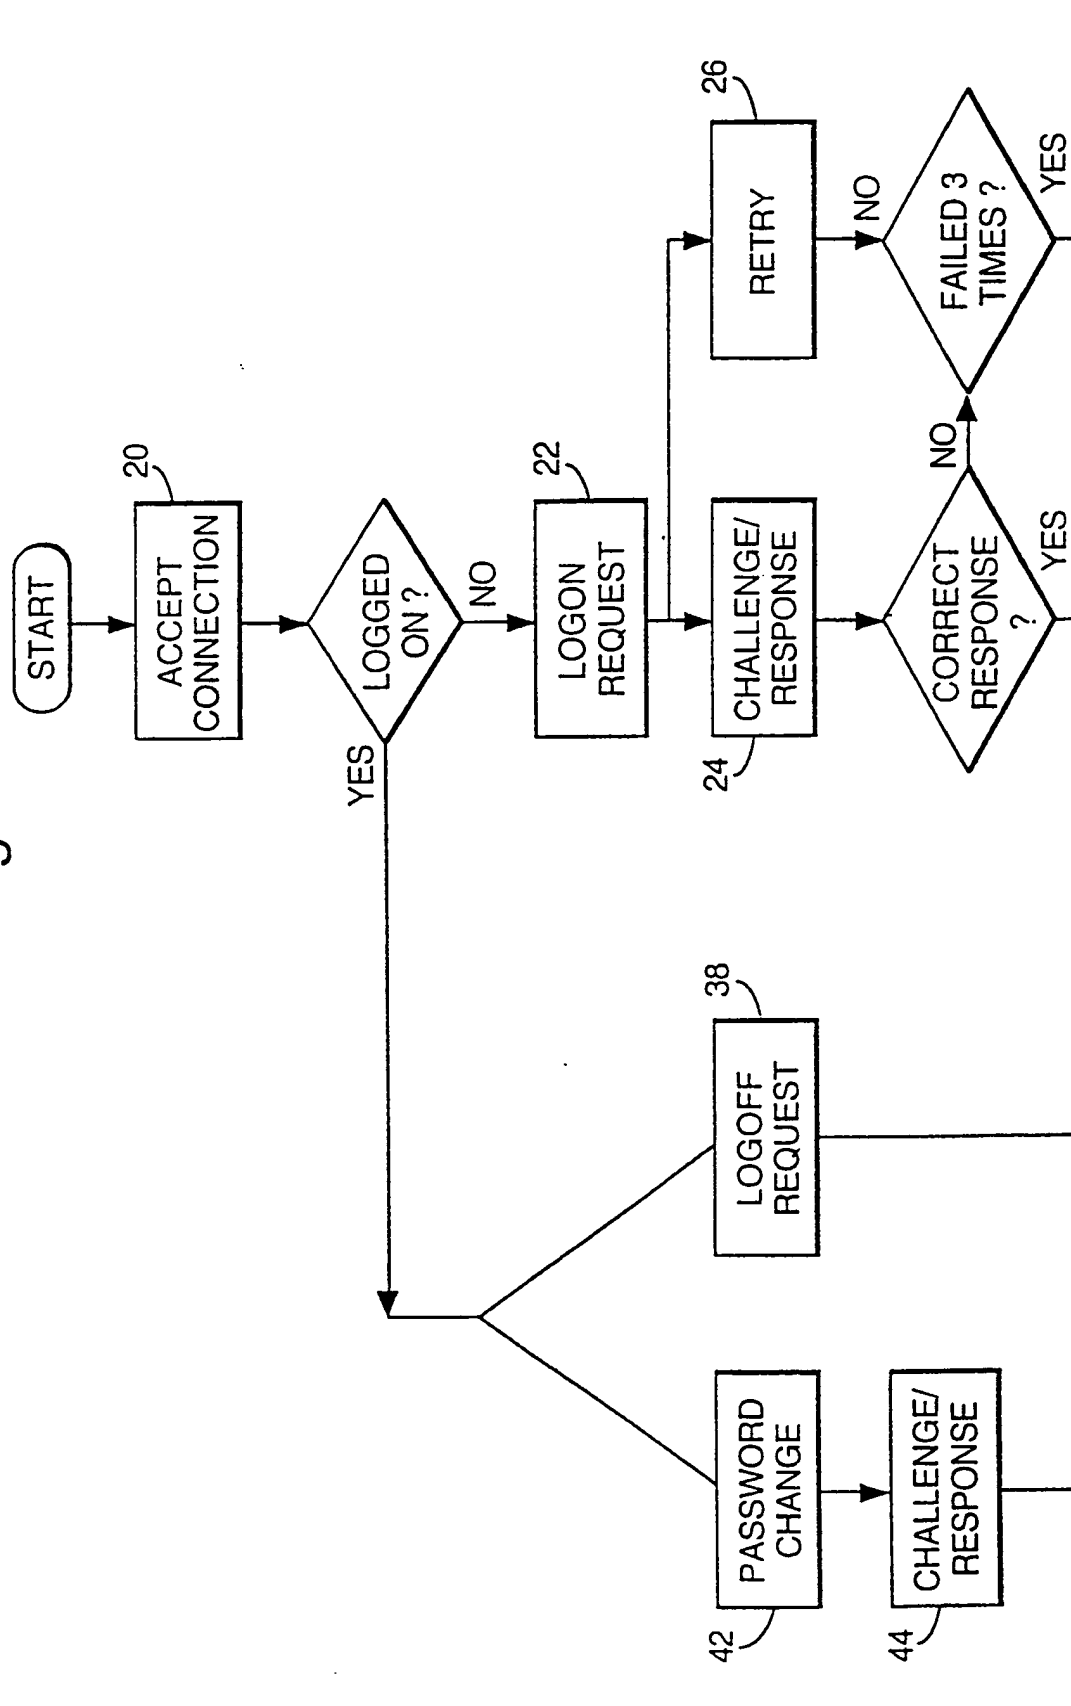 START
20
ACCEPT
CONNECTION
LOGGED
ON ?
YES
NO
22
LOGON
REQUEST
26
RETRY
24
CHALLENGE/
RESPONSE
NO
FAILED 3
TIMES ?
YES
NO
CORRECT
RESPONSE
?
YES
38
LOGOFF
REQUEST
42
PASSWORD
CHANGE
44
CHALLENGE/
RESPONSE